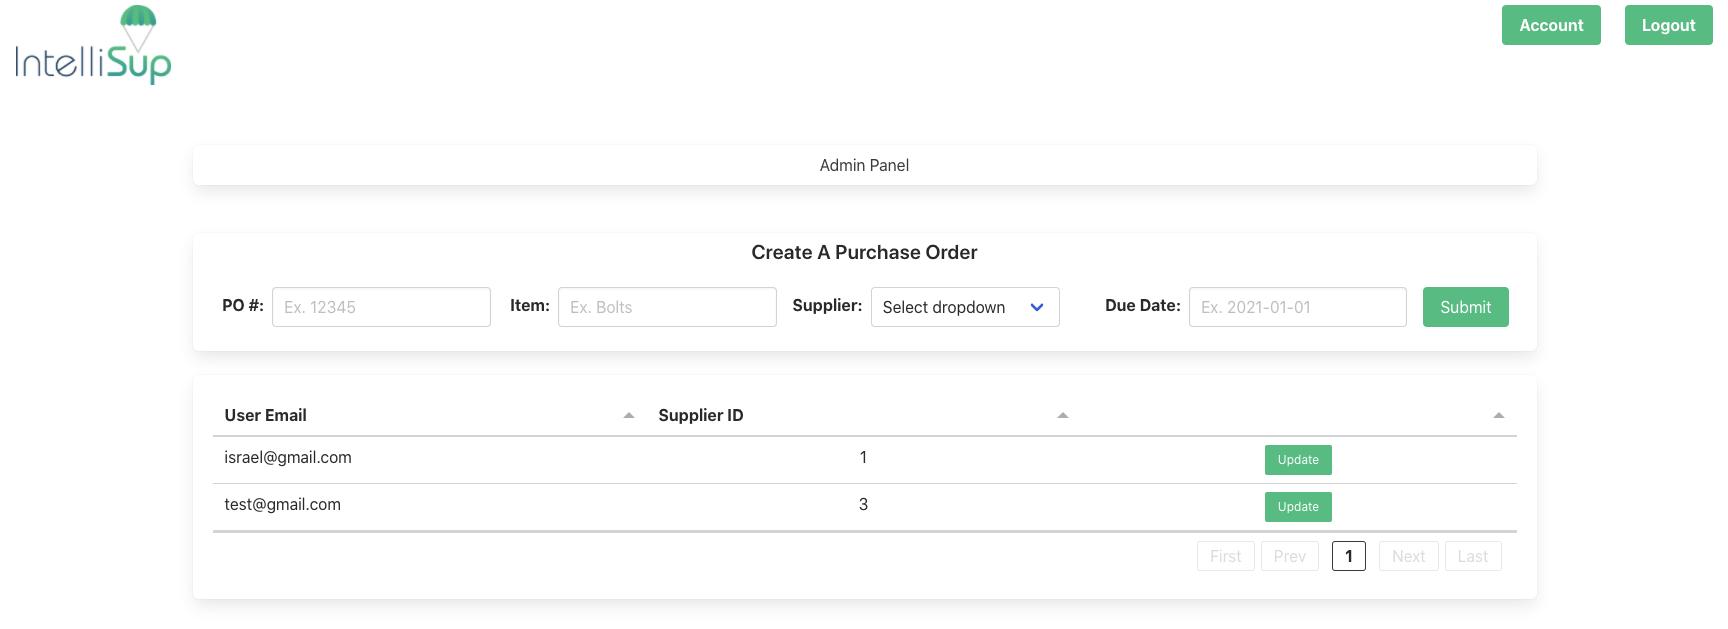 IntelliSup
Account Logout
Admin Panel
Create A Purchase Order
PO #: Ex. 12345 Item: Ex. Bolts Supplier: Select dropdown Due Date: Ex. 2021-01-01 Submit
User Email Supplier ID
israel@gmail.com 1 Update
test@gmail.com 3 Update
First Prev 1 Next Last